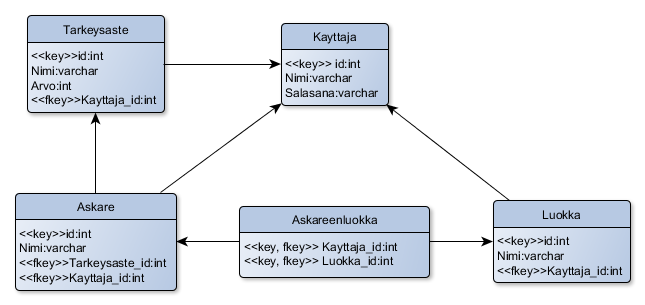 Tarkeysaste
<<key>>id:int
Nimi:varchar
Arvo:int
<<fkey>>Kayttaja_id:int
Kayttaja
<<key>> id:int
Nimi:varchar
Salasana:varchar
Askare
<<key>>id:int
Nimi:varchar
<<fkey>>Tarkeysaste_id:int
<<fkey>>Kayttaja_id:int
Askareenluokka
<<key, fkey>> Kayttaja_id:int
<<key, fkey>> Luokka_id:int
Luokka
<<key>>id:int
Nimi:varchar
<<fkey>>Kayttaja_id:int